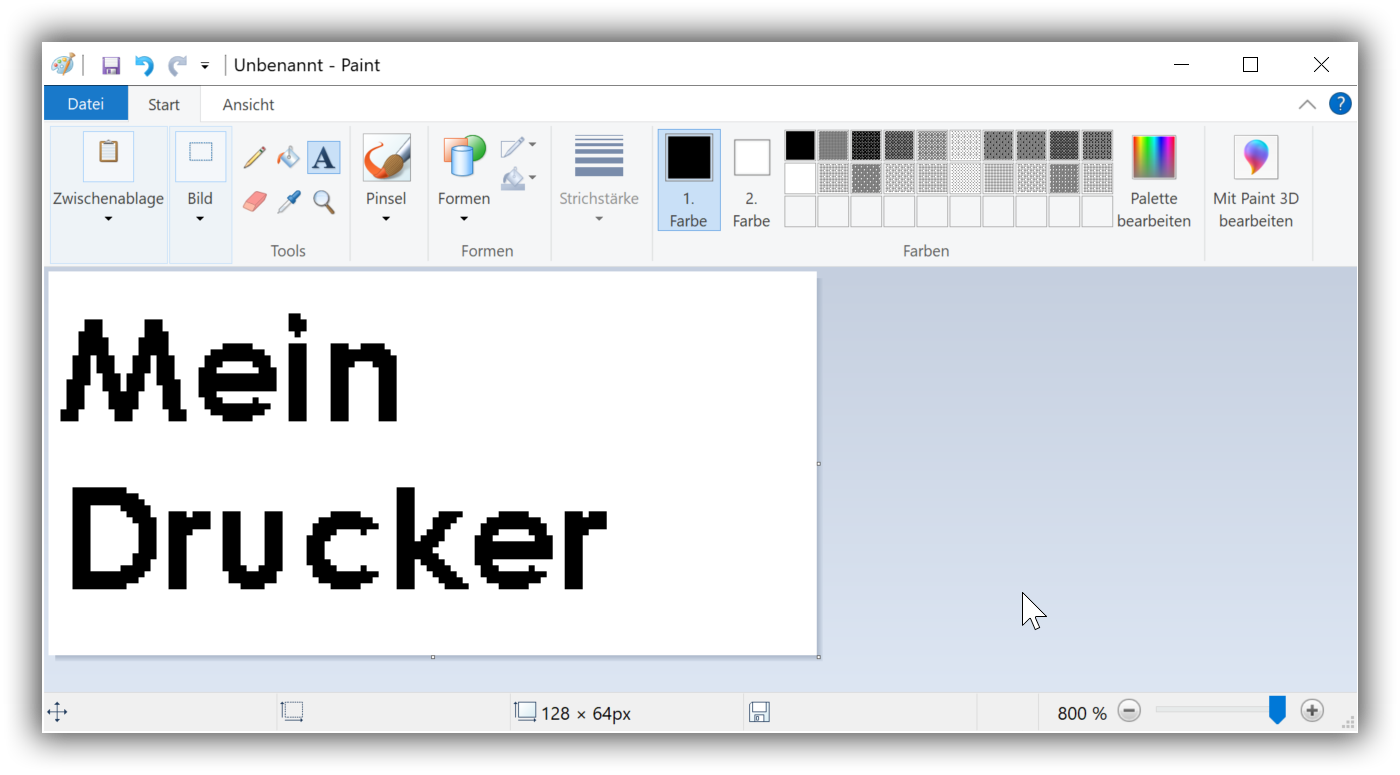 Unbenannt - Paint
Datei Start Ansicht ?
Zwischenablage
Bild
Pinsel
Formen
Strichstärke
1.
Farbe
2.
Farbe
Palette
bearbeiten
Mit Paint 3D
bearbeiten
Tools
Formen
Farben
Mein
Drucker
128 × 64px
800 %